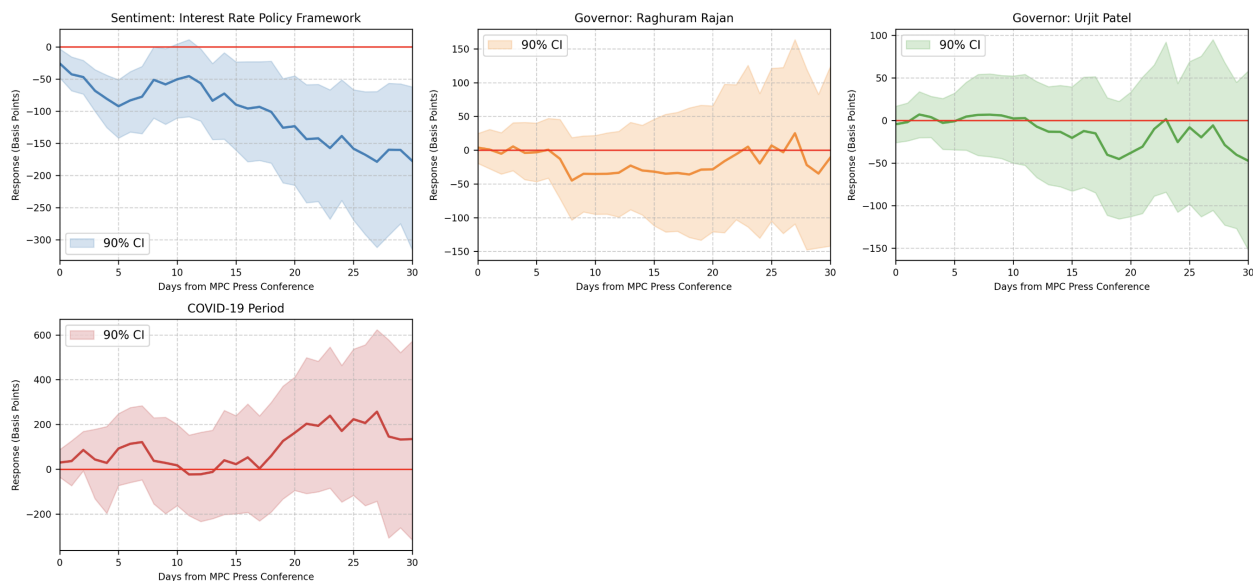 Sentiment: Interest Rate Policy Framework
Response (Basis Points)
0
−50
−100
−150
−200
−250
−300
90% CI
0 5 10 15 20 25 30
Days from MPC Press Conference
Governor: Raghuram Rajan
Response (Basis Points)
150
100
50
0
−50
−100
−150
90% CI
0 5 10 15 20 25 30
Days from MPC Press Conference
Governor: Urjit Patel
Response (Basis Points)
100
50
0
−50
−100
−150
90% CI
0 5 10 15 20 25 30
Days from MPC Press Conference
COVID-19 Period
Response (Basis Points)
600
400
200
0
−200
90% CI
0 5 10 15 20 25 30
Days from MPC Press Conference